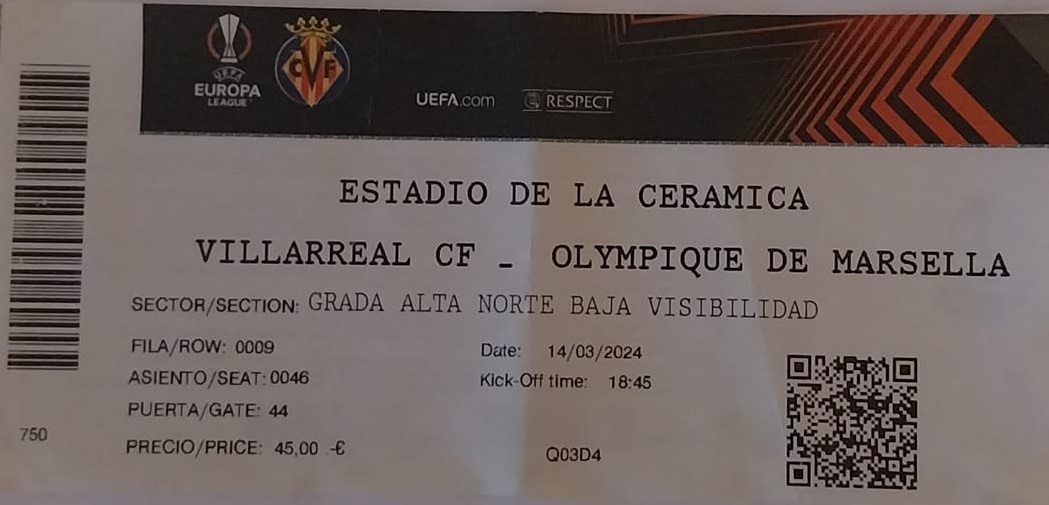 UEFA
EUROPA
LEAGUE
CVF
UEFA.com
RESPECT
ESTADIO DE LA CERAMICA
VILLARREAL CF - OLYMPIQUE DE MARSELLA
SECTOR/SECTION: GRADA ALTA NORTE BAJA VISIBILIDAD
FILA/ROW: 0009
Date: 14/03/2024
ASIENTO/SEAT: 0046
Kick-Off time: 18:45
PUERTA/GATE: 44
PRECIO/PRICE: 45,00 -€
Q03D4
750